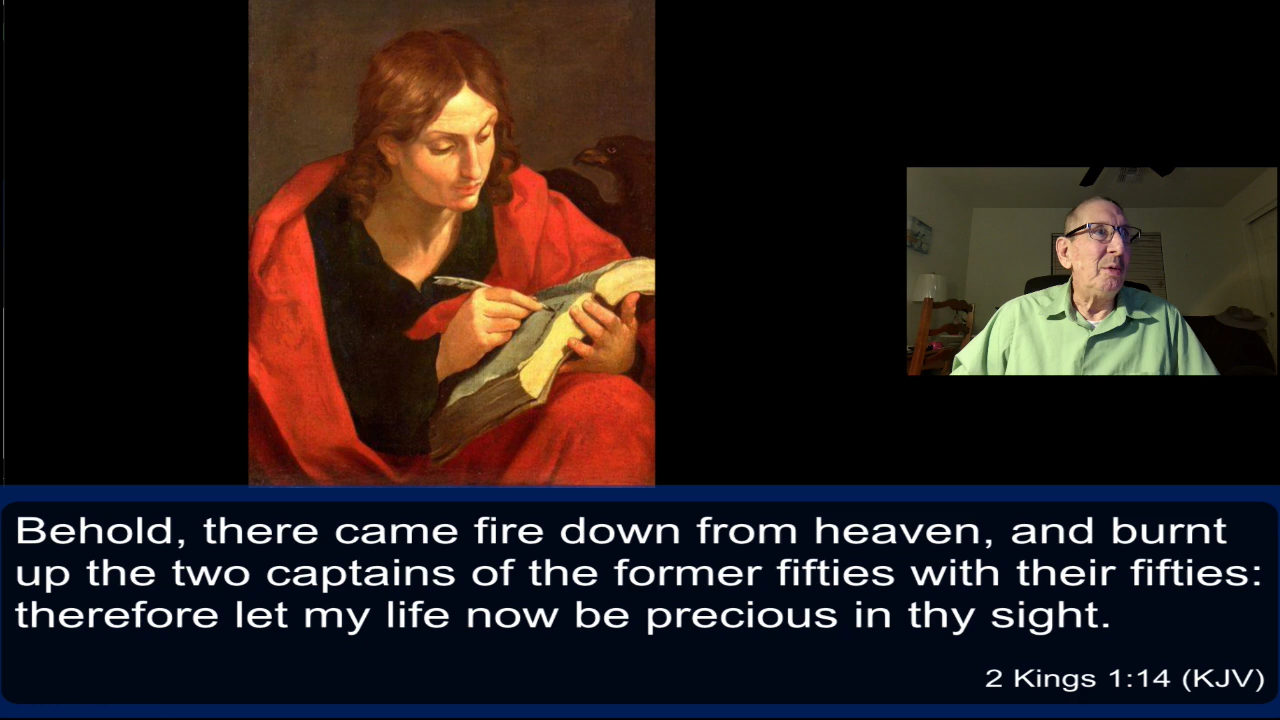 Behold, there came fire down from heaven, and burnt
up the two captains of the former fifties with their fifties:
therefore let my life now be precious in thy sight.
2 Kings 1:14 (KJV)